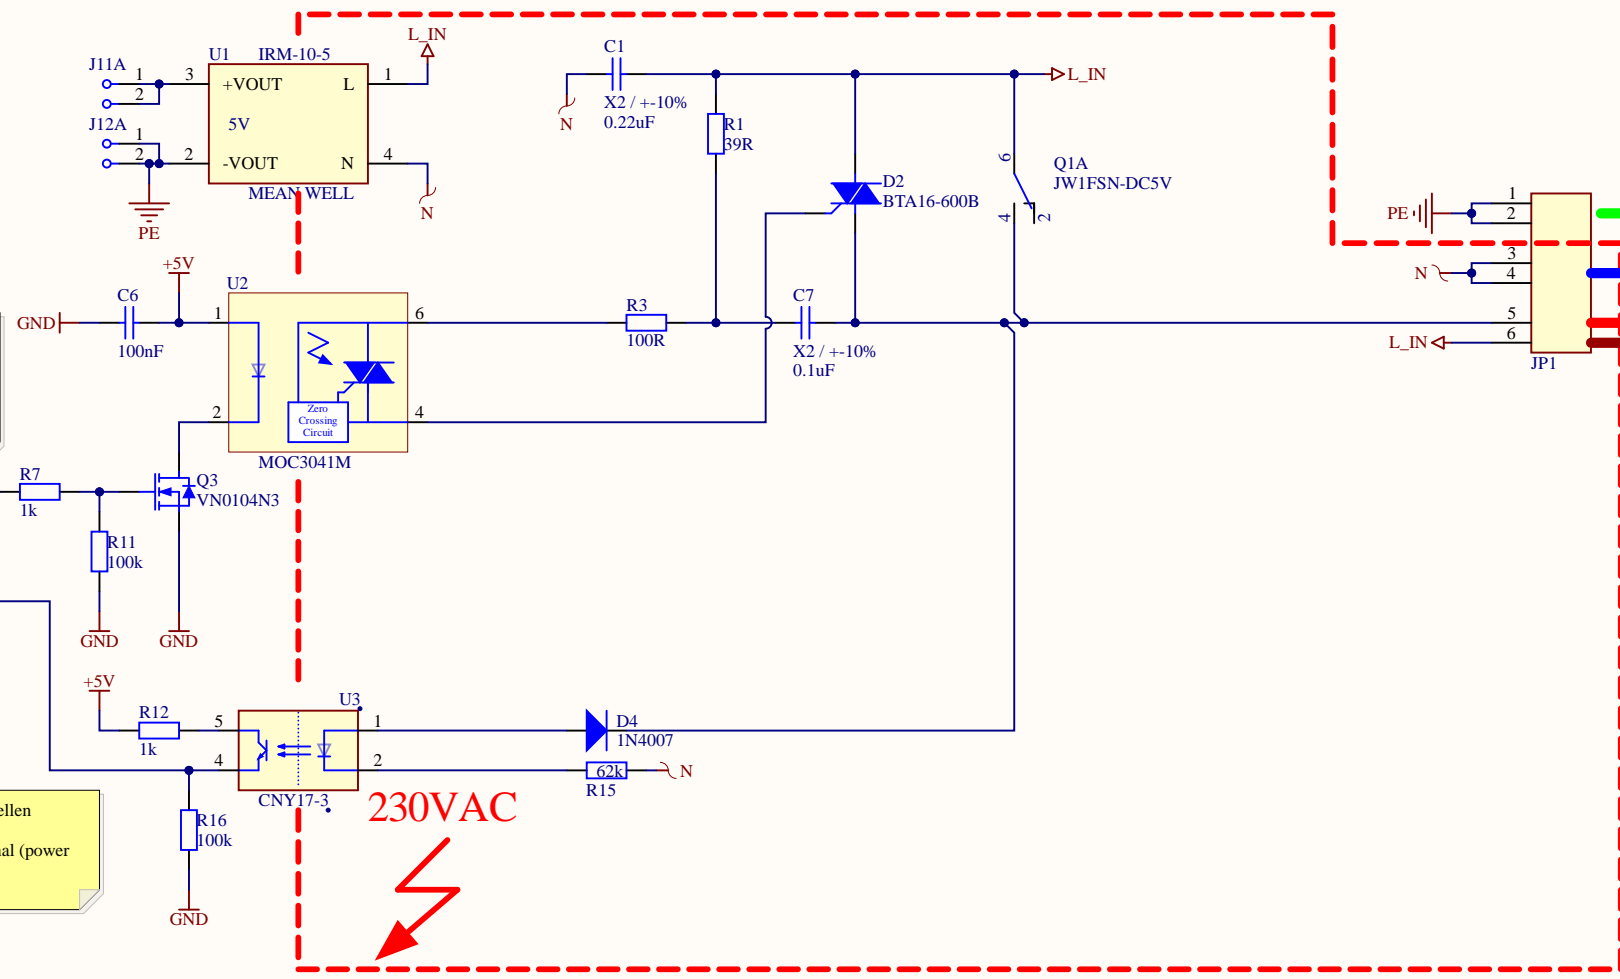 L_IN
U1 IRM-10-5
J11A
1
2
3
+VOUT
L
1
5V
J12A
1
2
2
-VOUT
N
4
MEAN WELL
N
PE
C1
L_IN
N
X2 / +-10%
0.22uF
R1
39R
D2
BTA16-600B
6
Q1A
JW1FSN-DC5V
4
2
PE
1
2
3
N
4
5
L_IN
6
JP1
+5V
C6
GND
100nF
U2
1
6
2
4
Zero
Crossing
Circuit
MOC3041M
R3
100R
C7
X2 / +-10%
0.1uF
R7
1k
Q3
VN0104N3
R11
100k
GND
GND
+5V
R12
1k
U3
5
1
4
2
CNY17-3
D4
1N4007
62k
N
R15
230VAC
ellen
nal (power
R16
100k
GND